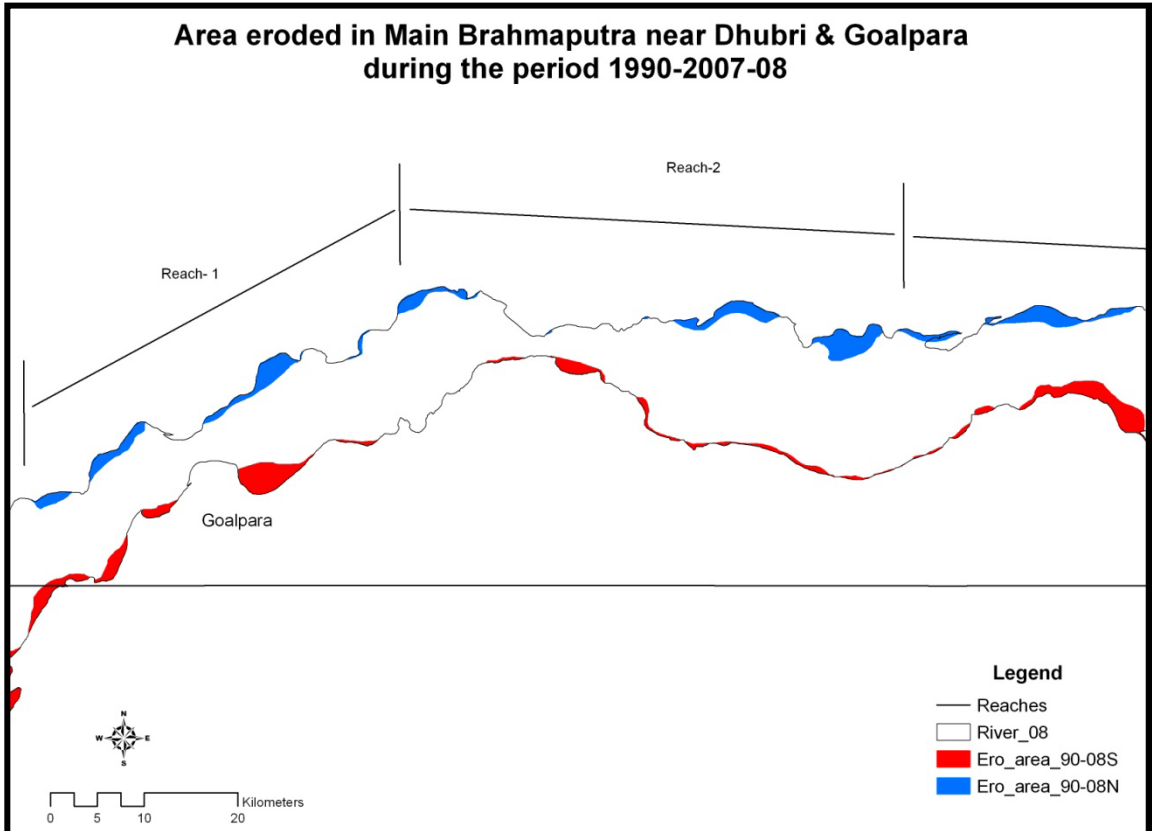 Area eroded in Main Brahmaputra near Dhubri & Goalpara
during the period 1990-2007-08
Reach-2
Reach- 1
Goalpara
Legend
Reaches
River_08
Ero_area_90-08S
Ero_area_90-08N
N
W E
S
Kilometers
0 5 10 20